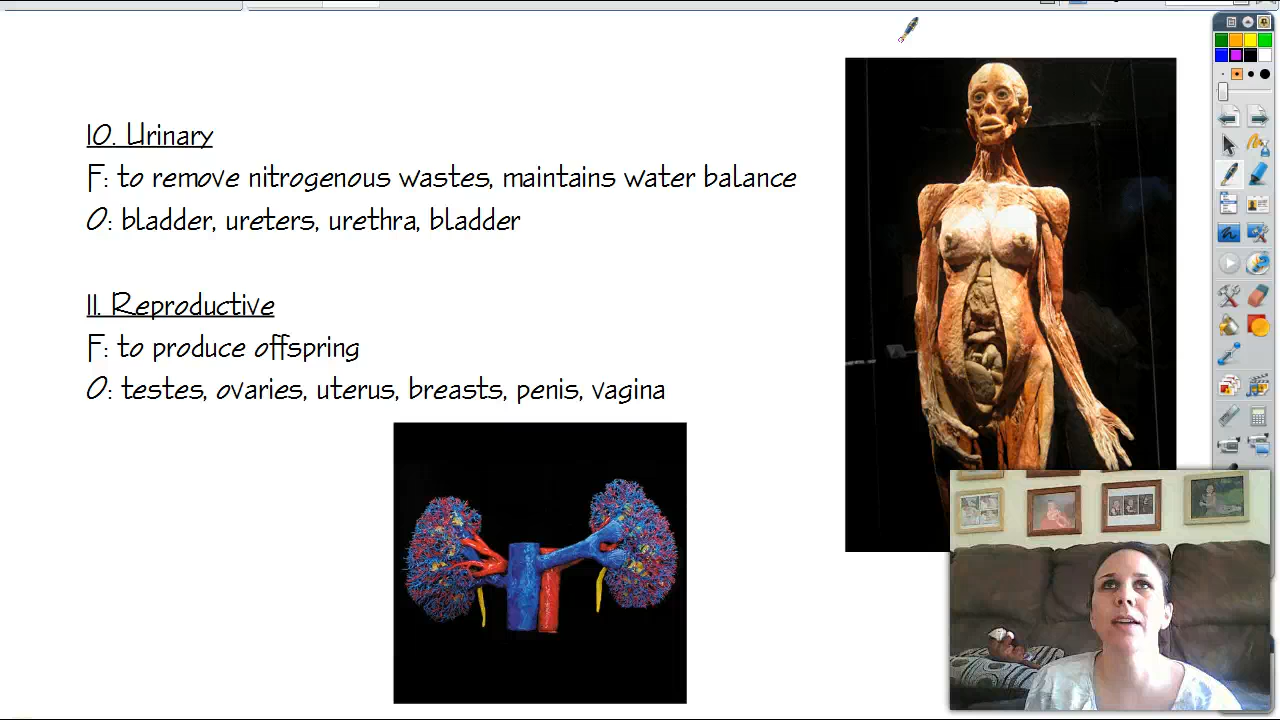 10. Urinary
F: to remove nitrogenous wastes, maintains water balance
O: bladder, ureters, urethra, bladder
11. Reproductive
F: to produce offspring
O: testes, ovaries, uterus, breasts, penis, vagina